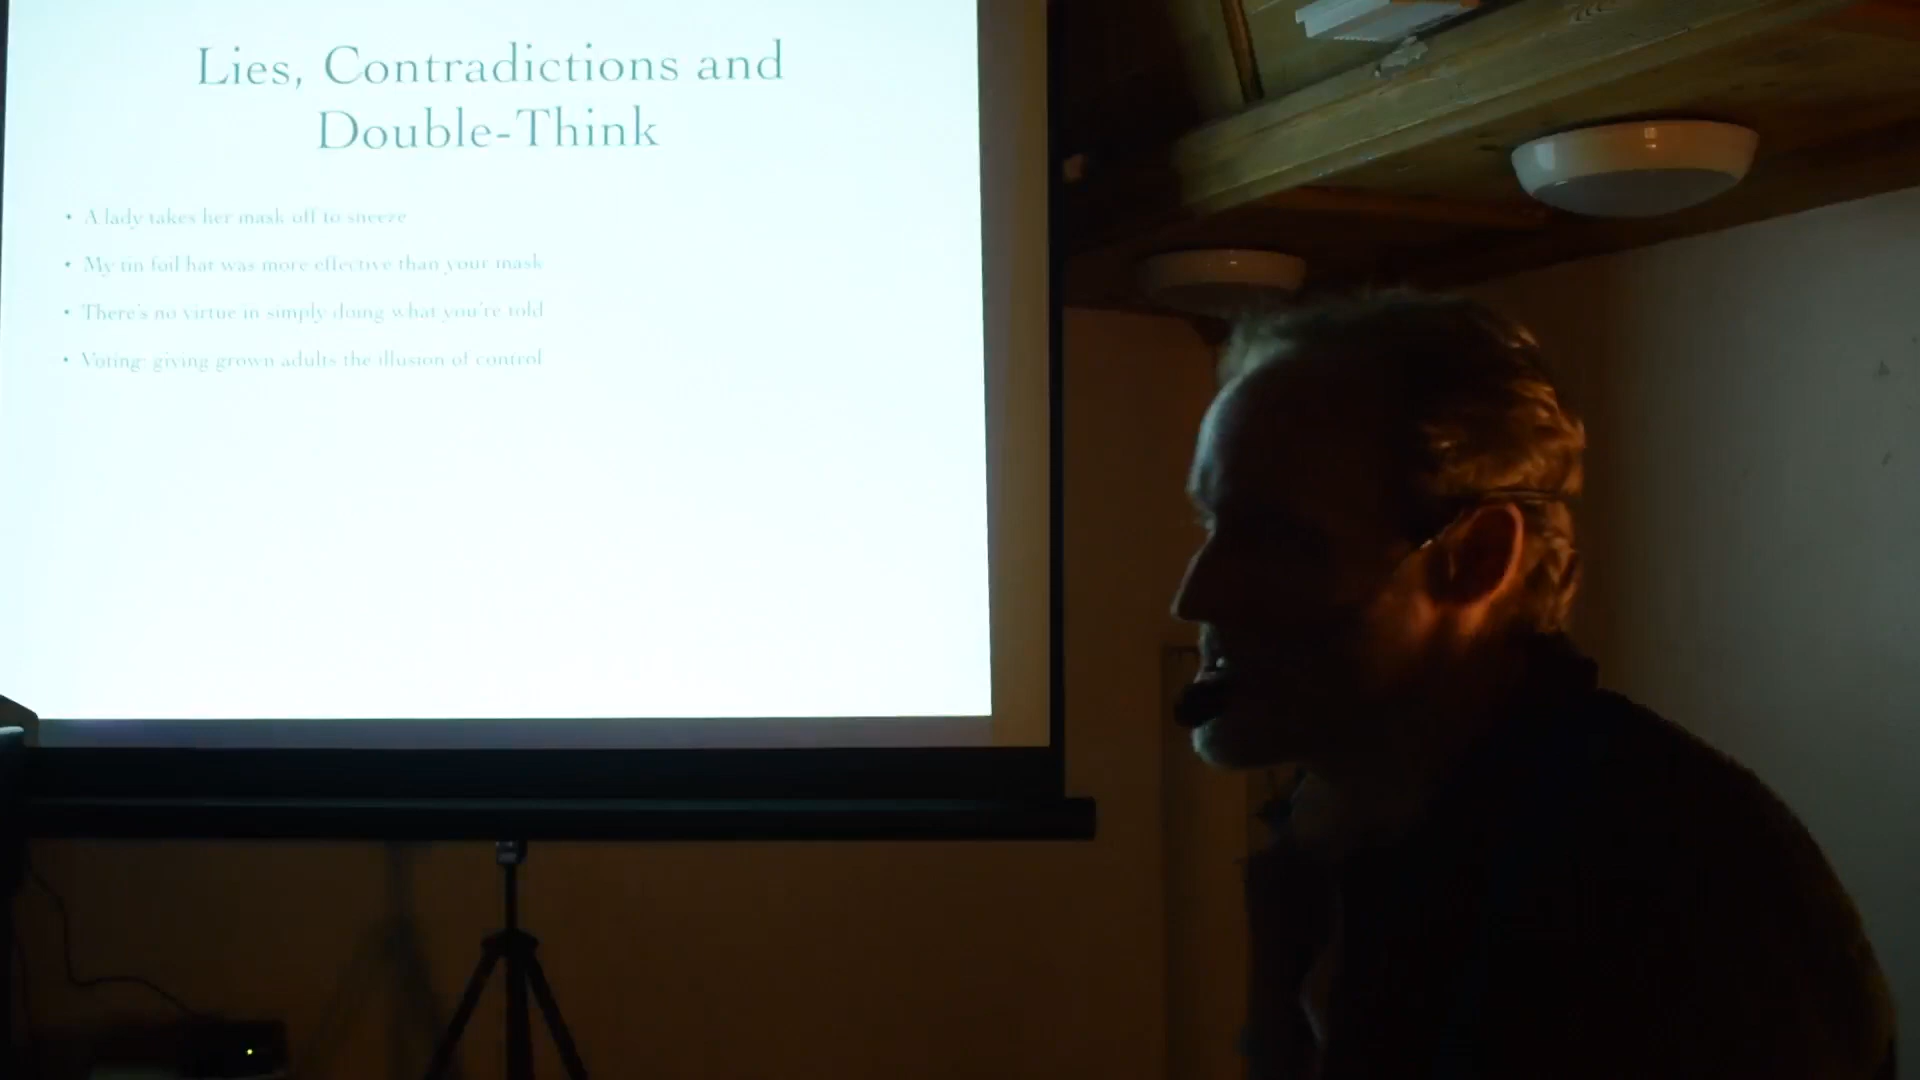 Lies, Contradictions and
Double-Think
• A lady takes her mask off to sneeze
• My tin foil hat was more effective than your mask
• There's no virtue in simply doing what you're told
• Voting: giving grown adults the illusion of control